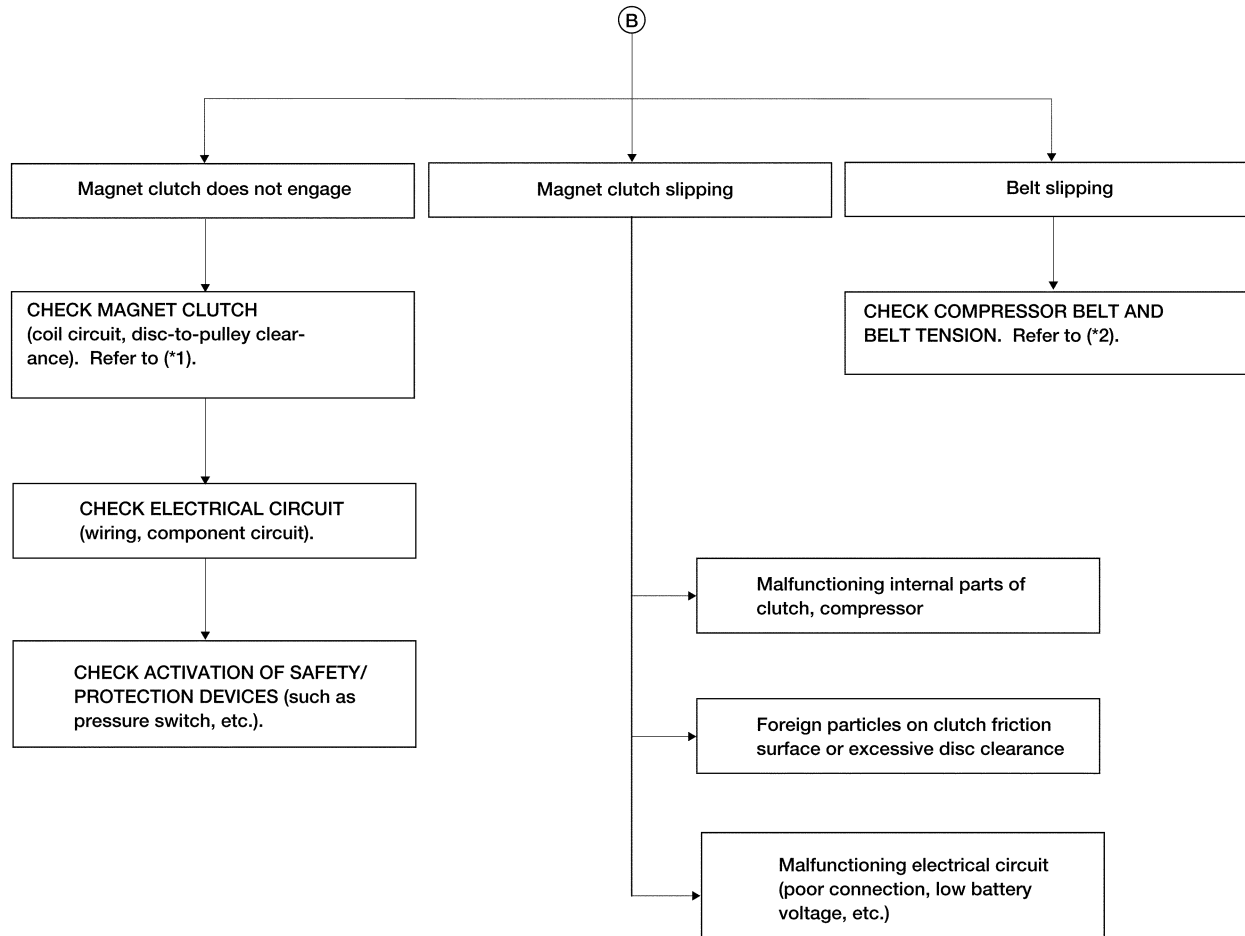 B
Magnet clutch does not engage
Magnet clutch slipping
Belt slipping
CHECK MAGNET CLUTCH
(coil circuit, disc-to-pulley clear-
ance).  Refer to (*1).
CHECK COMPRESSOR BELT AND
BELT TENSION.  Refer to (*2).
CHECK ELECTRICAL CIRCUIT
(wiring, component circuit).
CHECK ACTIVATION OF SAFETY/
PROTECTION DEVICES (such as
pressure switch, etc.).
Malfunctioning internal parts of
clutch, compressor
Foreign particles on clutch friction
surface or excessive disc clearance
Malfunctioning electrical circuit
(poor connection, low battery
voltage, etc.)